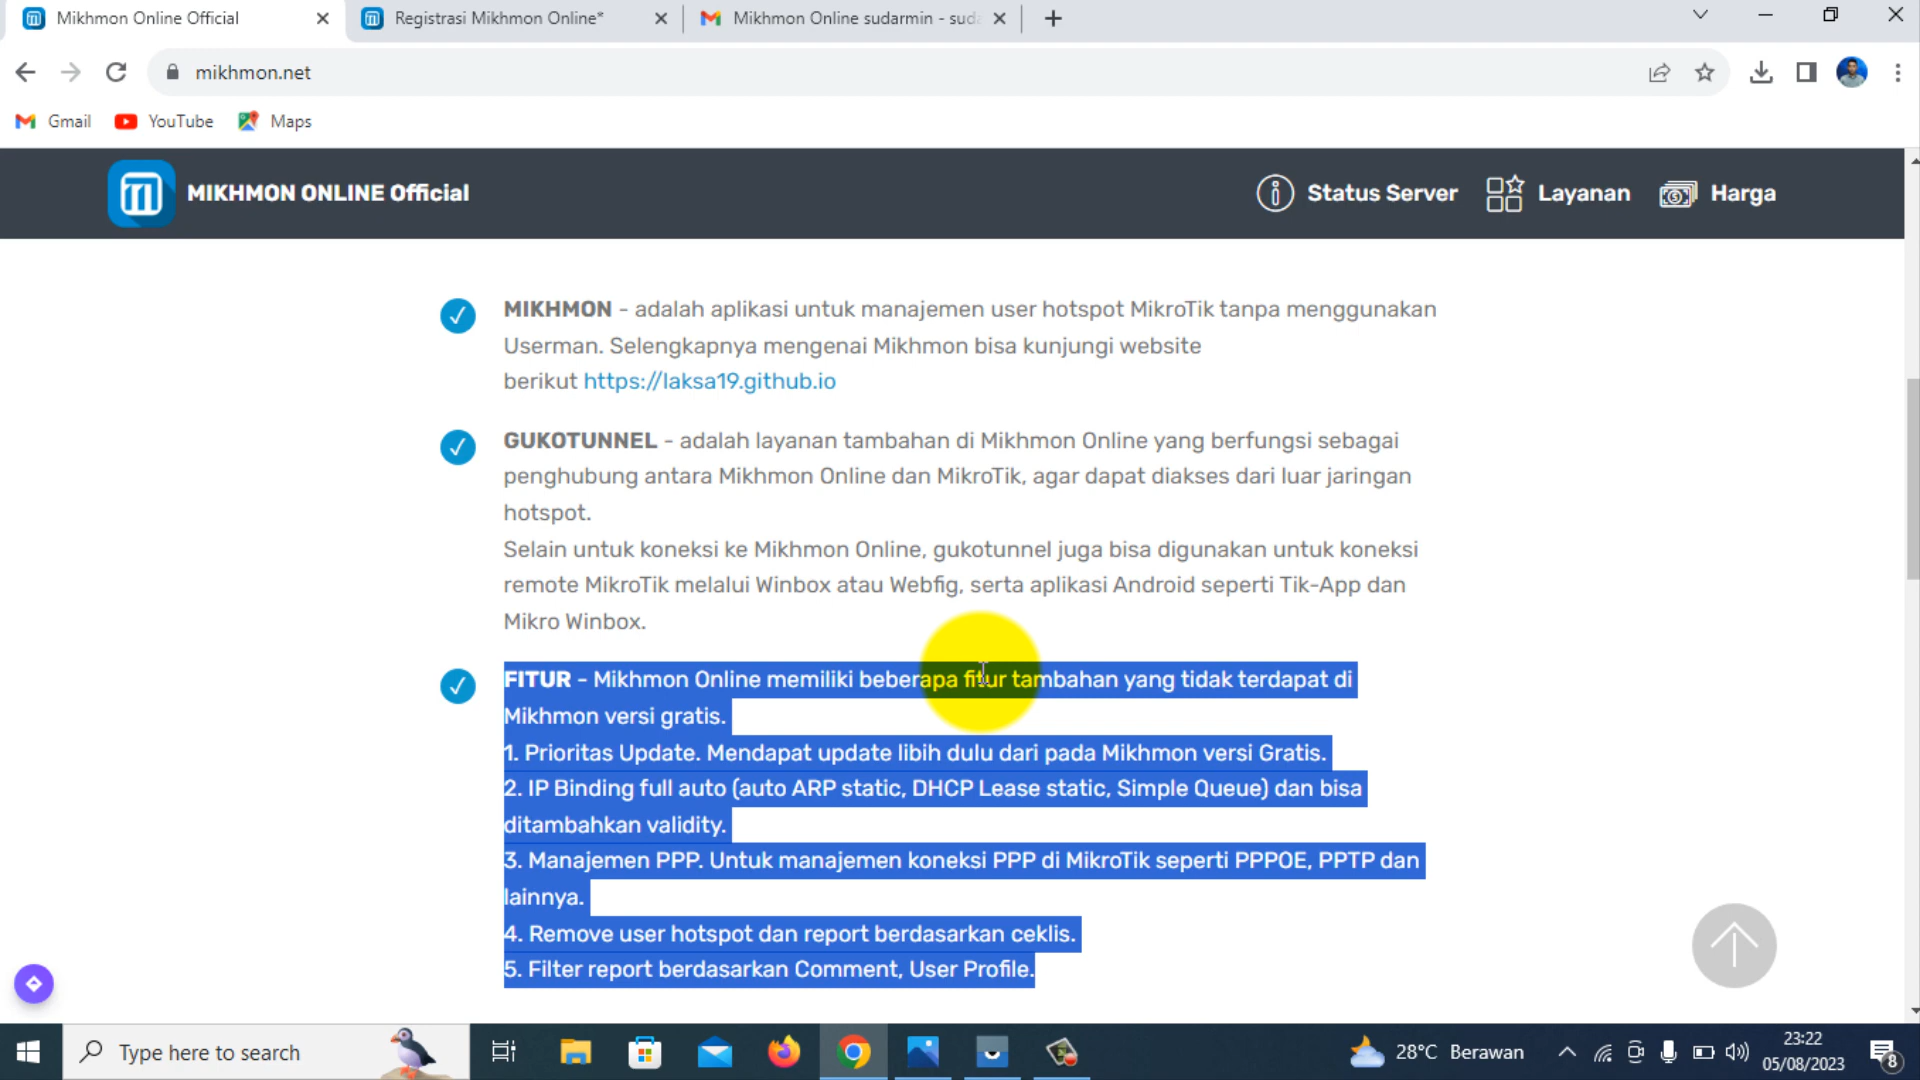 Mikhmon Online Official
Registrasi Mikhmon Online*
Mikhmon Online sudarmin - sud
mikhmon.net
Gmail
YouTube
Maps
MIKHMON ONLINE Official
Status Server
Layanan
Harga
MIKHMON - adalah aplikasi untuk manajemen user hotspot MikroTik tanpa menggunakan
Userman. Selengkapnya mengenai Mikhmon bisa kunjungi website
berikut https://laksa19.github.io
GUKOTUNNEL - adalah layanan tambahan di Mikhmon Online yang berfungsi sebagai
penghubung antara Mikhmon Online dan MikroTik, agar dapat diakses dari luar jaringan
hotspot.
Selain untuk koneksi ke Mikhmon Online, gukotunnel juga bisa digunakan untuk koneksi
remote MikroTik melalui Winbox atau Webfig, serta aplikasi Android seperti Tik-App dan
Mikro Winbox.
FITUR - Mikhmon Online memiliki beberapa fitur tambahan yang tidak terdapat di
Mikhmon versi gratis.
1. Prioritas Update. Mendapat update libih dulu dari pada Mikhmon versi Gratis.
2. IP Binding full auto (auto ARP static, DHCP Lease static, Simple Queue) dan bisa
ditambahkan validity.
3. Manajemen PPP. Untuk manajemen koneksi PPP di MikroTik seperti PPPOE, PPTP dan
lainnya.
4. Remove user hotspot dan report berdasarkan ceklis.
5. Filter report berdasarkan Comment, User Profile.
Type here to search
28°C Berawan
23:22
05/08/2023
8